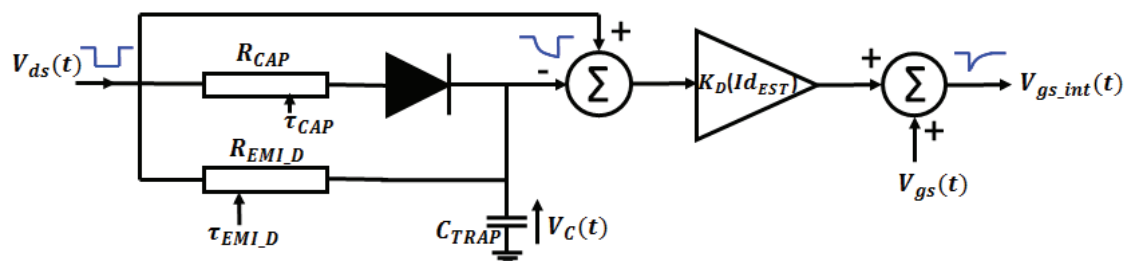 V_ds(t)
R_CAP
τ_CAP
R_EMI_D
τ_EMI_D
C_TRAP
V_C(t)
+
-
Σ
K_D(Id_EST)
+
Σ
+
V_gs(t)
V_gs_int(t)